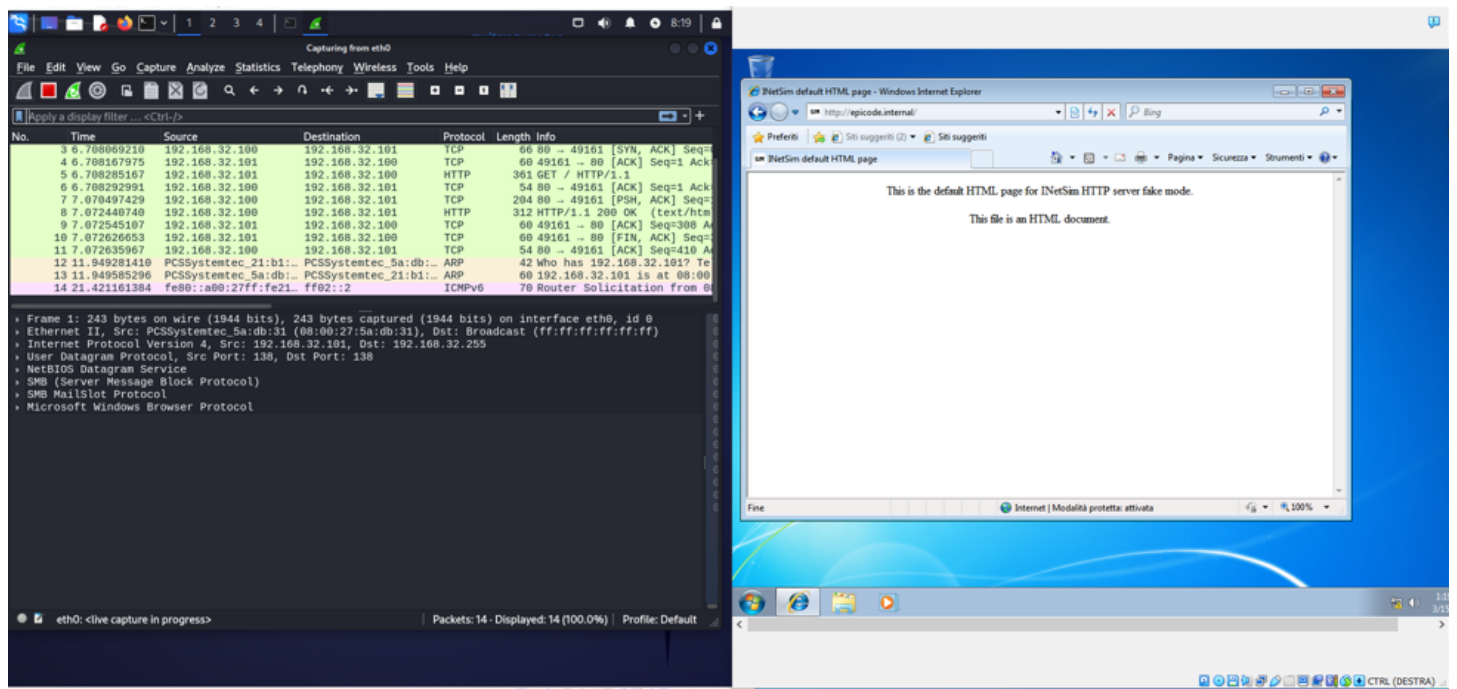 1 2 3 4
8:19
Capturing from eth0
File Edit View Go Capture Analyze Statistics Telephony Wireless Tools Help
Apply a display filter ... <Ctrl-/>
No. Time Source Destination Protocol Length Info
3 6.708069210 192.168.32.100 192.168.32.101 TCP 66 80 → 49161 [SYN, ACK] Seq=
4 6.708167975 192.168.32.101 192.168.32.100 TCP 60 49161 → 80 [ACK] Seq=1 Ack
5 6.708285167 192.168.32.101 192.168.32.100 HTTP 361 GET / HTTP/1.1
6 6.708292991 192.168.32.100 192.168.32.101 TCP 54 80 → 49161 [ACK] Seq=1 Ack
7 7.070497429 192.168.32.100 192.168.32.101 TCP 204 80 → 49161 [PSH, ACK] Seq=
8 7.072440740 192.168.32.100 192.168.32.101 HTTP 312 HTTP/1.1 200 OK (text/htm
9 7.072545107 192.168.32.101 192.168.32.100 TCP 60 49161 → 80 [ACK] Seq=308 A
10 7.072626653 192.168.32.101 192.168.32.100 TCP 60 49161 → 80 [FIN, ACK] Seq=
11 7.072635967 192.168.32.100 192.168.32.101 TCP 54 80 → 49161 [ACK] Seq=410 A
12 11.949281410 PCSSystemtec_21:b1:… PCSSystemtec_5a:db:… ARP 42 Who has 192.168.32.101? Te
13 11.949585296 PCSSystemtec_5a:db:… PCSSystemtec_21:b1:… ARP 60 192.168.32.101 is at 08:00
14 21.421161384 fe80::a00:27ff:fe21… ff02::2 ICMPv6 70 Router Solicitation from 0
Frame 1: 243 bytes on wire (1944 bits), 243 bytes captured (1944 bits) on interface eth0, id 0
Ethernet II, Src: PCSSystemtec_5a:db:31 (08:00:27:5a:db:31), Dst: Broadcast (ff:ff:ff:ff:ff:ff)
Internet Protocol Version 4, Src: 192.168.32.101, Dst: 192.168.32.255
User Datagram Protocol, Src Port: 138, Dst Port: 138
NetBIOS Datagram Service
SMB (Server Message Block Protocol)
SMB MailSlot Protocol
Microsoft Windows Browser Protocol
eth0: <live capture in progress>
Packets: 14 · Displayed: 14 (100.0%)
Profile: Default
INetSim default HTML page - Windows Internet Explorer
http://epicode.internal/
Bing
Preferiti Siti suggeriti (2) Siti suggeriti
INetSim default HTML page
Pagina Sicurezza Strumenti
This is the default HTML page for INetSim HTTP server fake mode.
This file is an HTML document.
Fine
Internet | Modalità protetta: attivata
100%
CTRL (DESTRA)